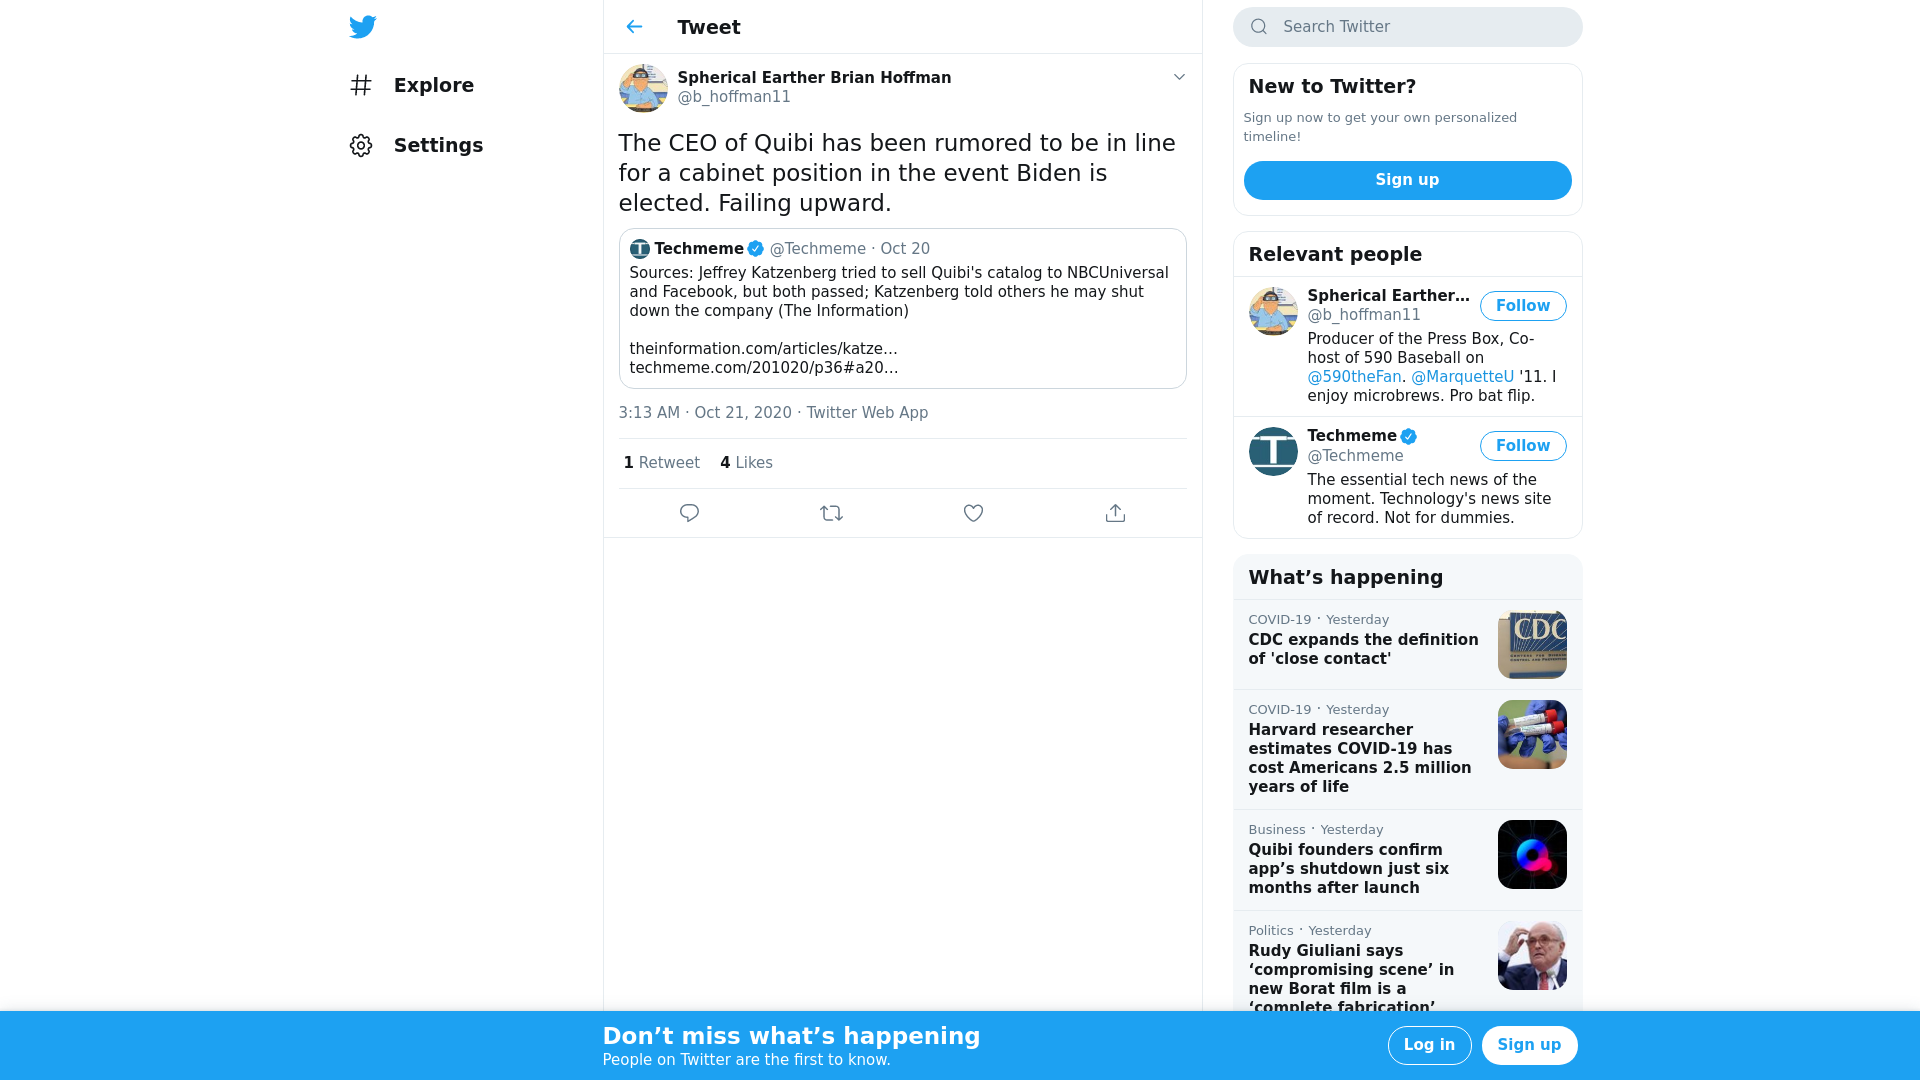 Explore
Settings
Tweet
Spherical Earther Brian Hoffman
@b_hoffman11
The CEO of Quibi has been rumored to be in line
for a cabinet position in the event Biden is
elected. Failing upward.
Techmeme @Techmeme · Oct 20
Sources: Jeffrey Katzenberg tried to sell Quibi's catalog to NBCUniversal
and Facebook, but both passed; Katzenberg told others he may shut
down the company (The Information)
theinformation.com/articles/katze…
techmeme.com/201020/p36#a20…
3:13 AM · Oct 21, 2020 · Twitter Web App
1 Retweet 4 Likes
Search Twitter
New to Twitter?
Sign up now to get your own personalized
timeline!
Sign up
Relevant people
Spherical Earther…
@b_hoffman11
Follow
Producer of the Press Box, Co-
host of 590 Baseball on
@590theFan. @MarquetteU '11. I
enjoy microbrews. Pro bat flip.
Techmeme
@Techmeme
Follow
The essential tech news of the
moment. Technology's news site
of record. Not for dummies.
What’s happening
COVID-19 · Yesterday
CDC expands the definition
of 'close contact'
CDC
COVID-19 · Yesterday
Harvard researcher
estimates COVID-19 has
cost Americans 2.5 million
years of life
Business · Yesterday
Quibi founders confirm
app’s shutdown just six
months after launch
Politics · Yesterday
Rudy Giuliani says
‘compromising scene’ in
new Borat film is a
‘complete fabrication’
Don’t miss what’s happening
People on Twitter are the first to know.
Log in
Sign up